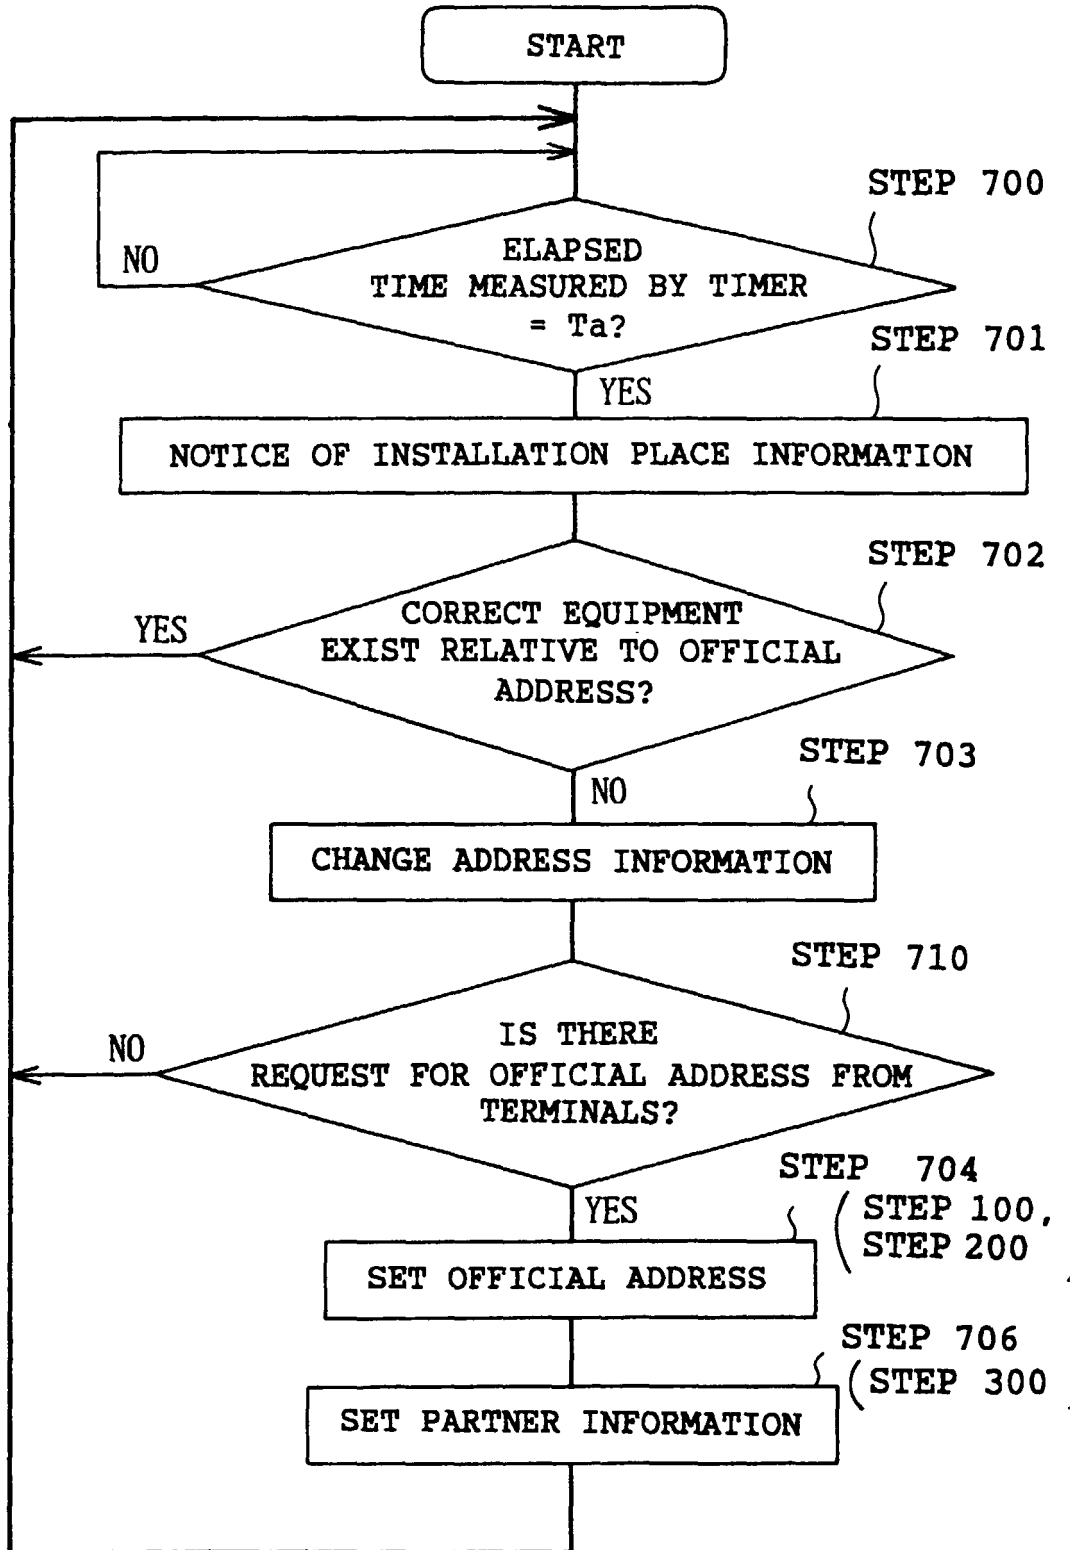 START
STEP 700
NO
ELAPSED
TIME MEASURED BY TIMER
= Ta?
STEP 701
YES
NOTICE OF INSTALLATION PLACE INFORMATION
STEP 702
YES
CORRECT EQUIPMENT
EXIST RELATIVE TO OFFICIAL
ADDRESS?
STEP 703
NO
CHANGE ADDRESS INFORMATION
STEP 710
NO
IS THERE
REQUEST FOR OFFICIAL ADDRESS FROM
TERMINALS?
STEP 704
YES
(STEP 100,
STEP 200
SET OFFICIAL ADDRESS
STEP 706
(STEP 300
SET PARTNER INFORMATION